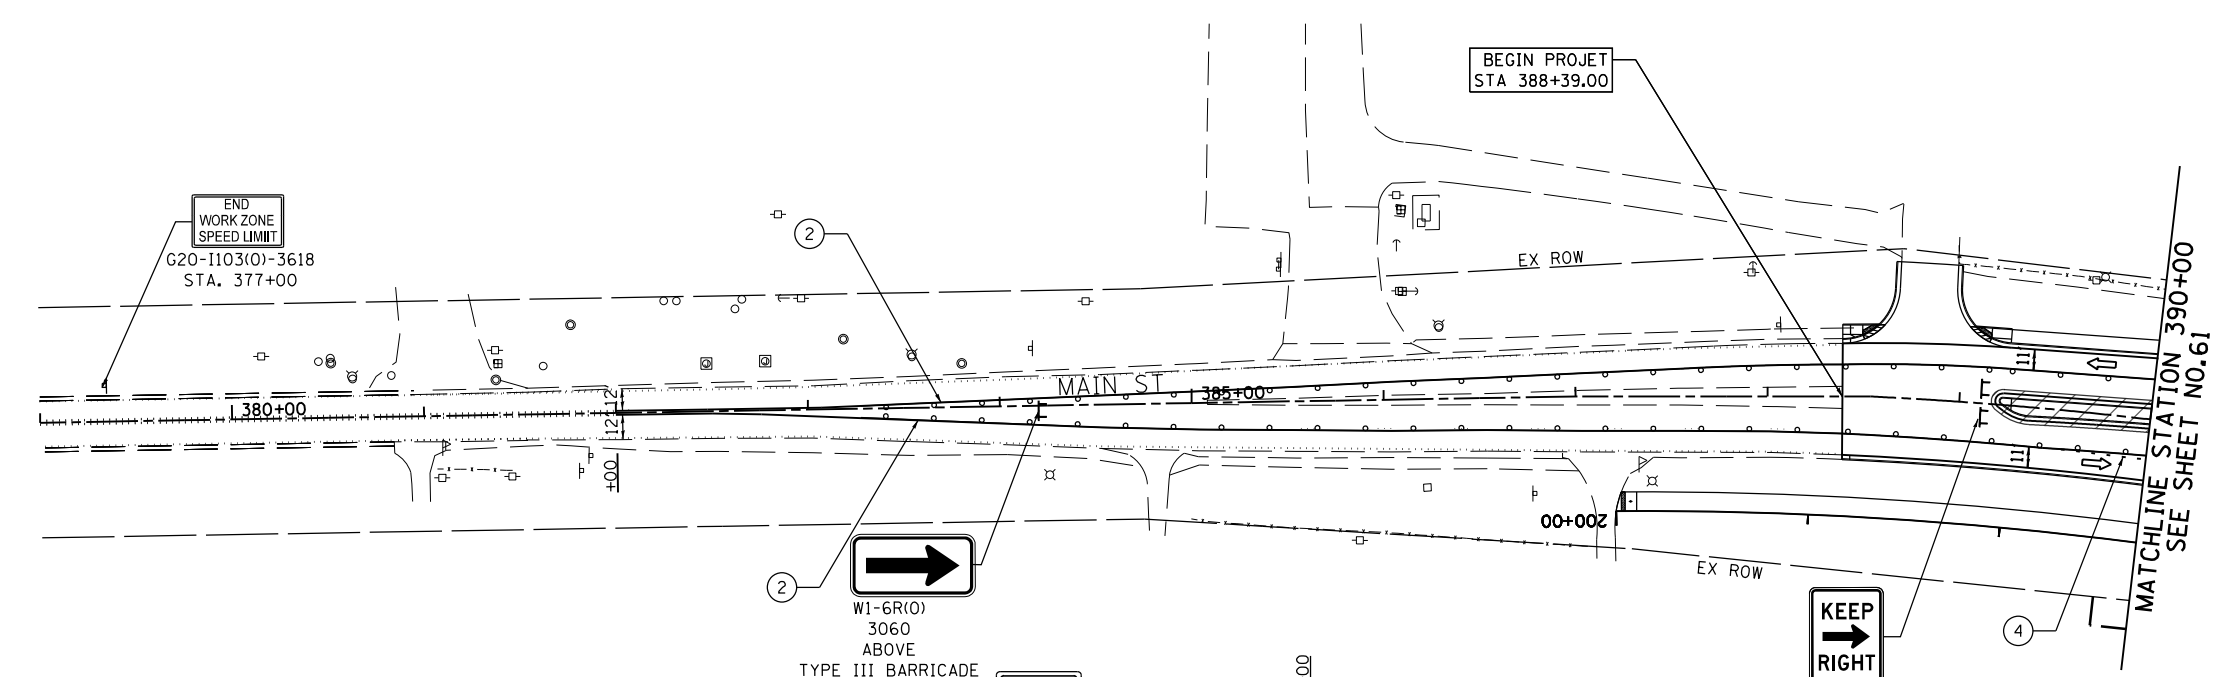 BEGIN PROJET
STA 388+39.00
END
WORK ZONE
SPEED LIMIIT
G20-I103(O)-3618
STA. 377+00
2
EX ROW
MATCHLINE STATION 390+00
SEE SHEET NO.61
MAIN ST
380+00
385+00
12
12
11
11
+00
200+00
EX ROW
2
W1-6R(O)
3060
ABOVE
TYPE III BARRICADE
KEEP
RIGHT
4
00